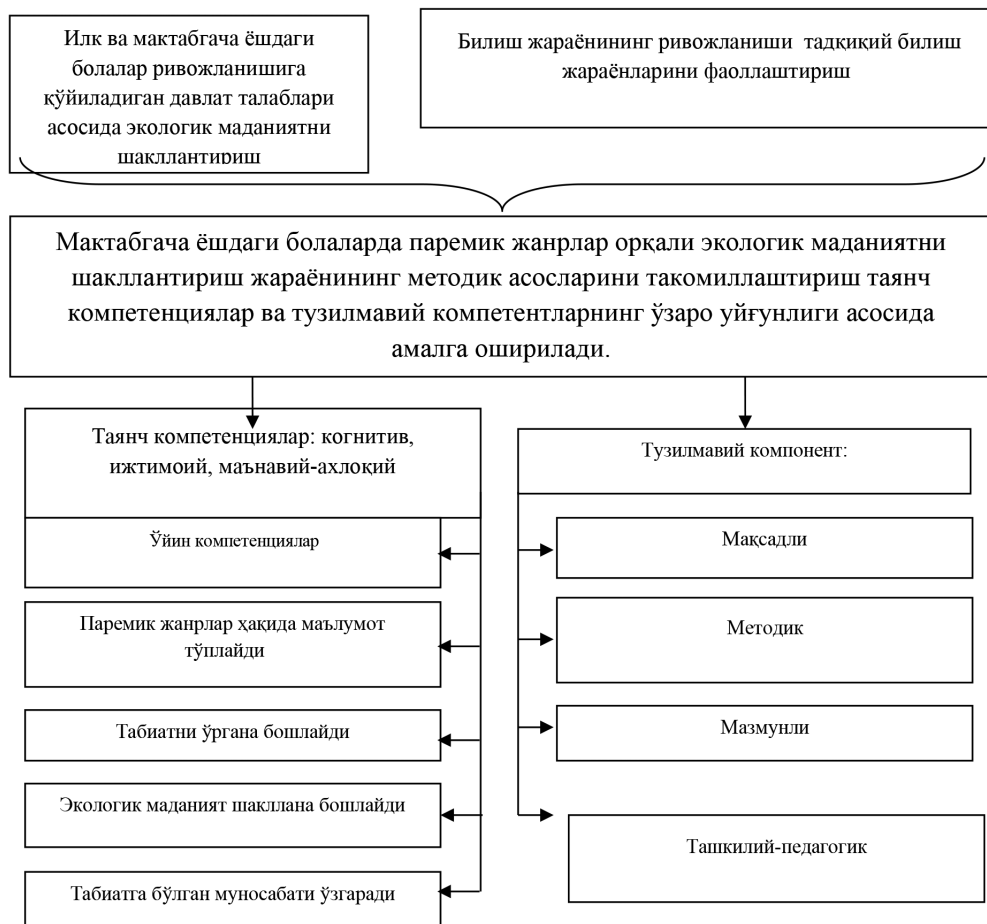 Илк ва мактабгача ёшдаги
болалар ривожланишига
қўйиладиган давлат талаблари
асосида экологик маданиятни
шакллантириш
Билиш жараёнининг ривожланиши тадқиқий билиш
жараёнларини фаоллаштириш
Мактабгача ёшдаги болаларда паремик жанрлар орқали экологик маданиятни
шакллантириш жараёнининг методик асосларини такомиллаштириш таянч
компетенциялар ва тузилмавий компетентларнинг ўзаро уйғунлиги асосида
амалга оширилади.
Таянч компетенциялар: когнитив,
ижтимоий, маънавий-ахлоқий
Ўйин компетенциялар
Паремик жанрлар ҳақида маълумот
тўплайди
Табиатни ўргана бошлайди
Экологик маданият шакллана бошлайди
Табиатга бўлган муносабати ўзгаради
Тузилмавий компонент:
Мақсадли
Методик
Мазмунли
Ташкилий-педагогик